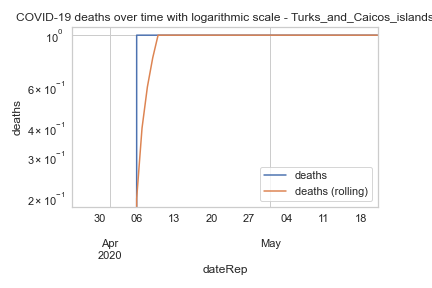 COVID-19 deaths over time with logarithmic scale - Turks_and_Caicos_islands
deaths
10⁰
6 × 10⁻¹
4 × 10⁻¹
3 × 10⁻¹
2 × 10⁻¹
deaths
deaths (rolling)
30 06 13 20 27 04 11 18
Apr May
2020
dateRep